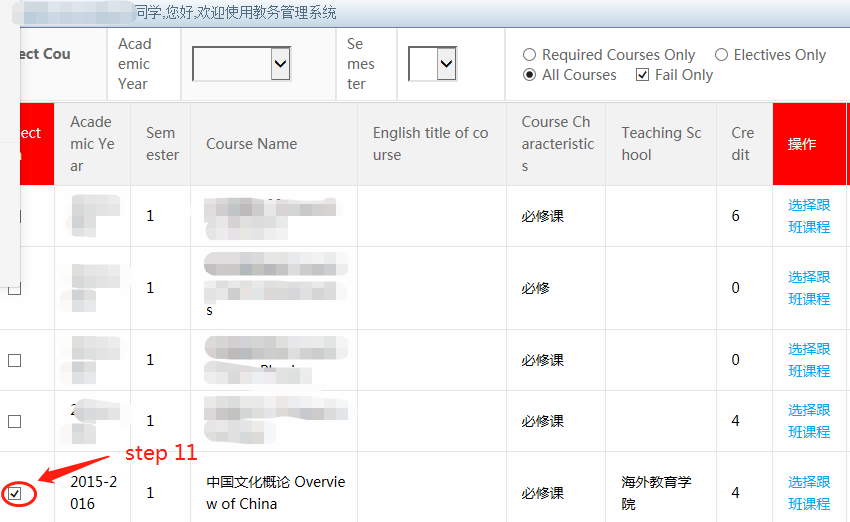 同学,您好,欢迎使用教务管理系统
ect Cou
Acad
emic
Year
Se
mes
ter
Required Courses Only
Electives Only
All Courses
Fail Only
ect
Acade
mic Ye
ar
Sem
ester
Course Name
English title of co
urse
Course Ch
aracteristic
s
Teaching Sc
hool
Cre
dit
操作
1
必修课
6
选择跟
班课程
1
s
必修
0
选择跟
班课程
1
必修课
0
选择跟
班课程
1
必修课
4
选择跟
班课程
step 11
2015-2
016
1
中国文化概论 Overvie
w of China
必修课
海外教育学
院
4
选择跟
班课程